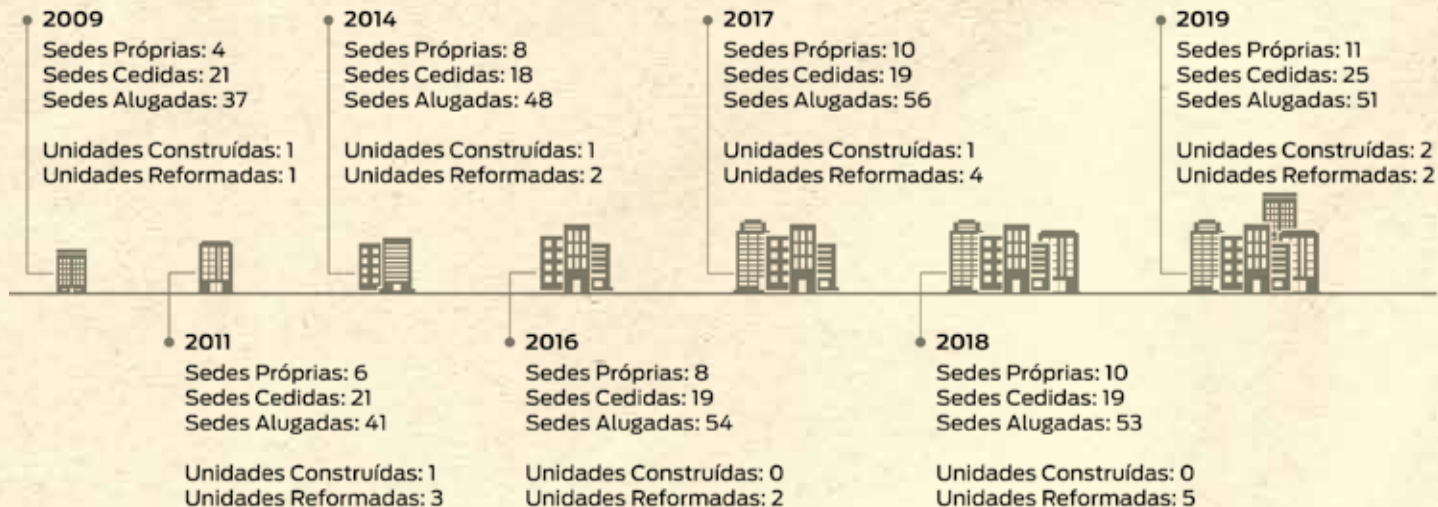 2009
Sedes Próprias: 4
Sedes Cedidas: 21
Sedes Alugadas: 37
Unidades Construídas: 1
Unidades Reformadas: 1
2011
Sedes Próprias: 6
Sedes Cedidas: 21
Sedes Alugadas: 41
Unidades Construídas: 1
Unidades Reformadas: 3
2014
Sedes Próprias: 8
Sedes Cedidas: 18
Sedes Alugadas: 48
Unidades Construídas: 1
Unidades Reformadas: 2
2016
Sedes Próprias: 8
Sedes Cedidas: 19
Sedes Alugadas: 54
Unidades Construídas: 0
Unidades Reformadas: 2
2017
Sedes Próprias: 10
Sedes Cedidas: 19
Sedes Alugadas: 56
Unidades Construídas: 1
Unidades Reformadas: 4
2018
Sedes Próprias: 10
Sedes Cedidas: 19
Sedes Alugadas: 53
Unidades Construídas: 0
Unidades Reformadas: 5
2019
Sedes Próprias: 11
Sedes Cedidas: 25
Sedes Alugadas: 51
Unidades Construídas: 2
Unidades Reformadas: 2